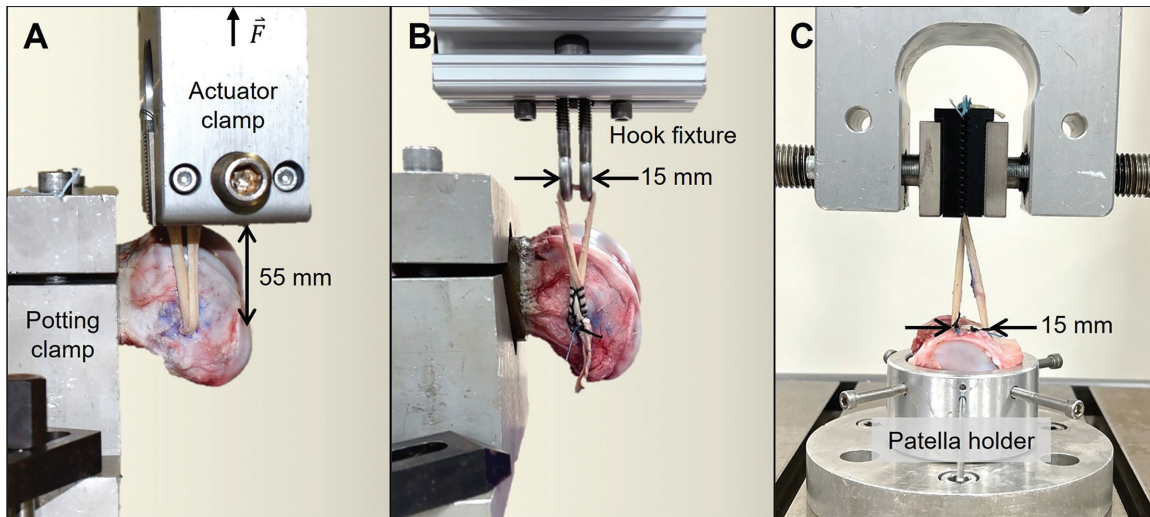 A
F
Actuator
clamp
55 mm
Potting
clamp
B
Hook fixture
15 mm
C
15 mm
Patella holder